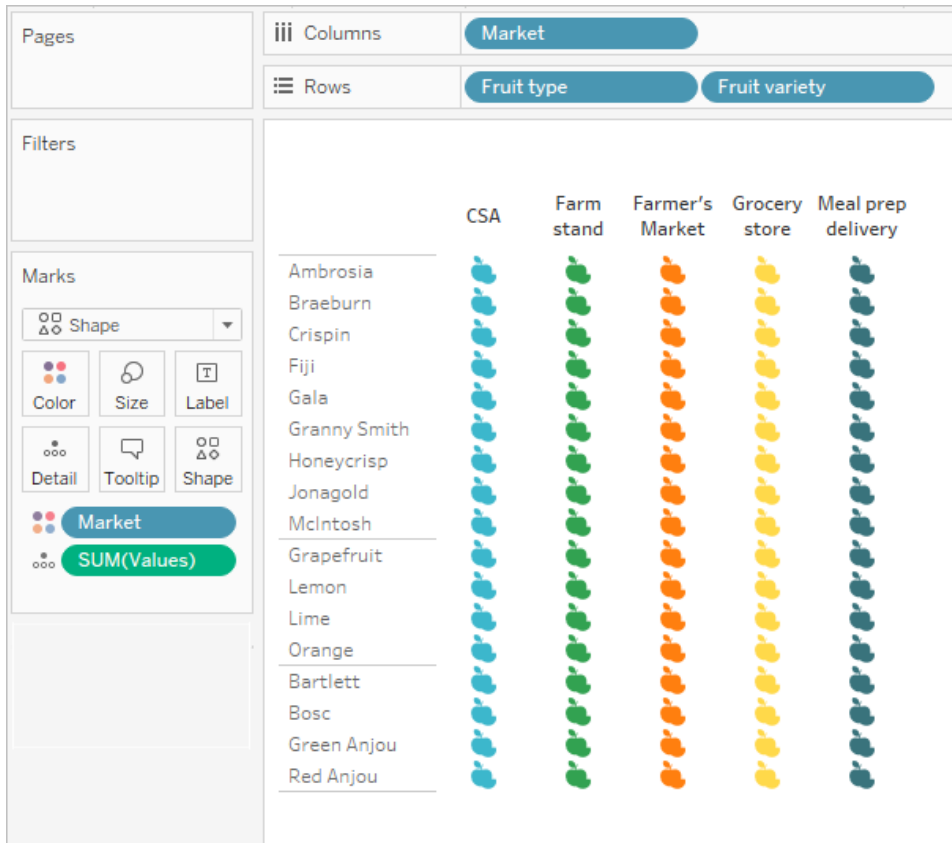 Pages
Columns
Market
Rows
Fruit type
Fruit variety
Filters
Marks
Shape
Color
Size
Label
Detail
Tooltip
Shape
Market
SUM(Values)
CSA
Farm
stand
Farmer's
Market
Grocery
store
Meal prep
delivery
Ambrosia
Braeburn
Crispin
Fiji
Gala
Granny Smith
Honeycrisp
Jonagold
McIntosh
Grapefruit
Lemon
Lime
Orange
Bartlett
Bosc
Green Anjou
Red Anjou